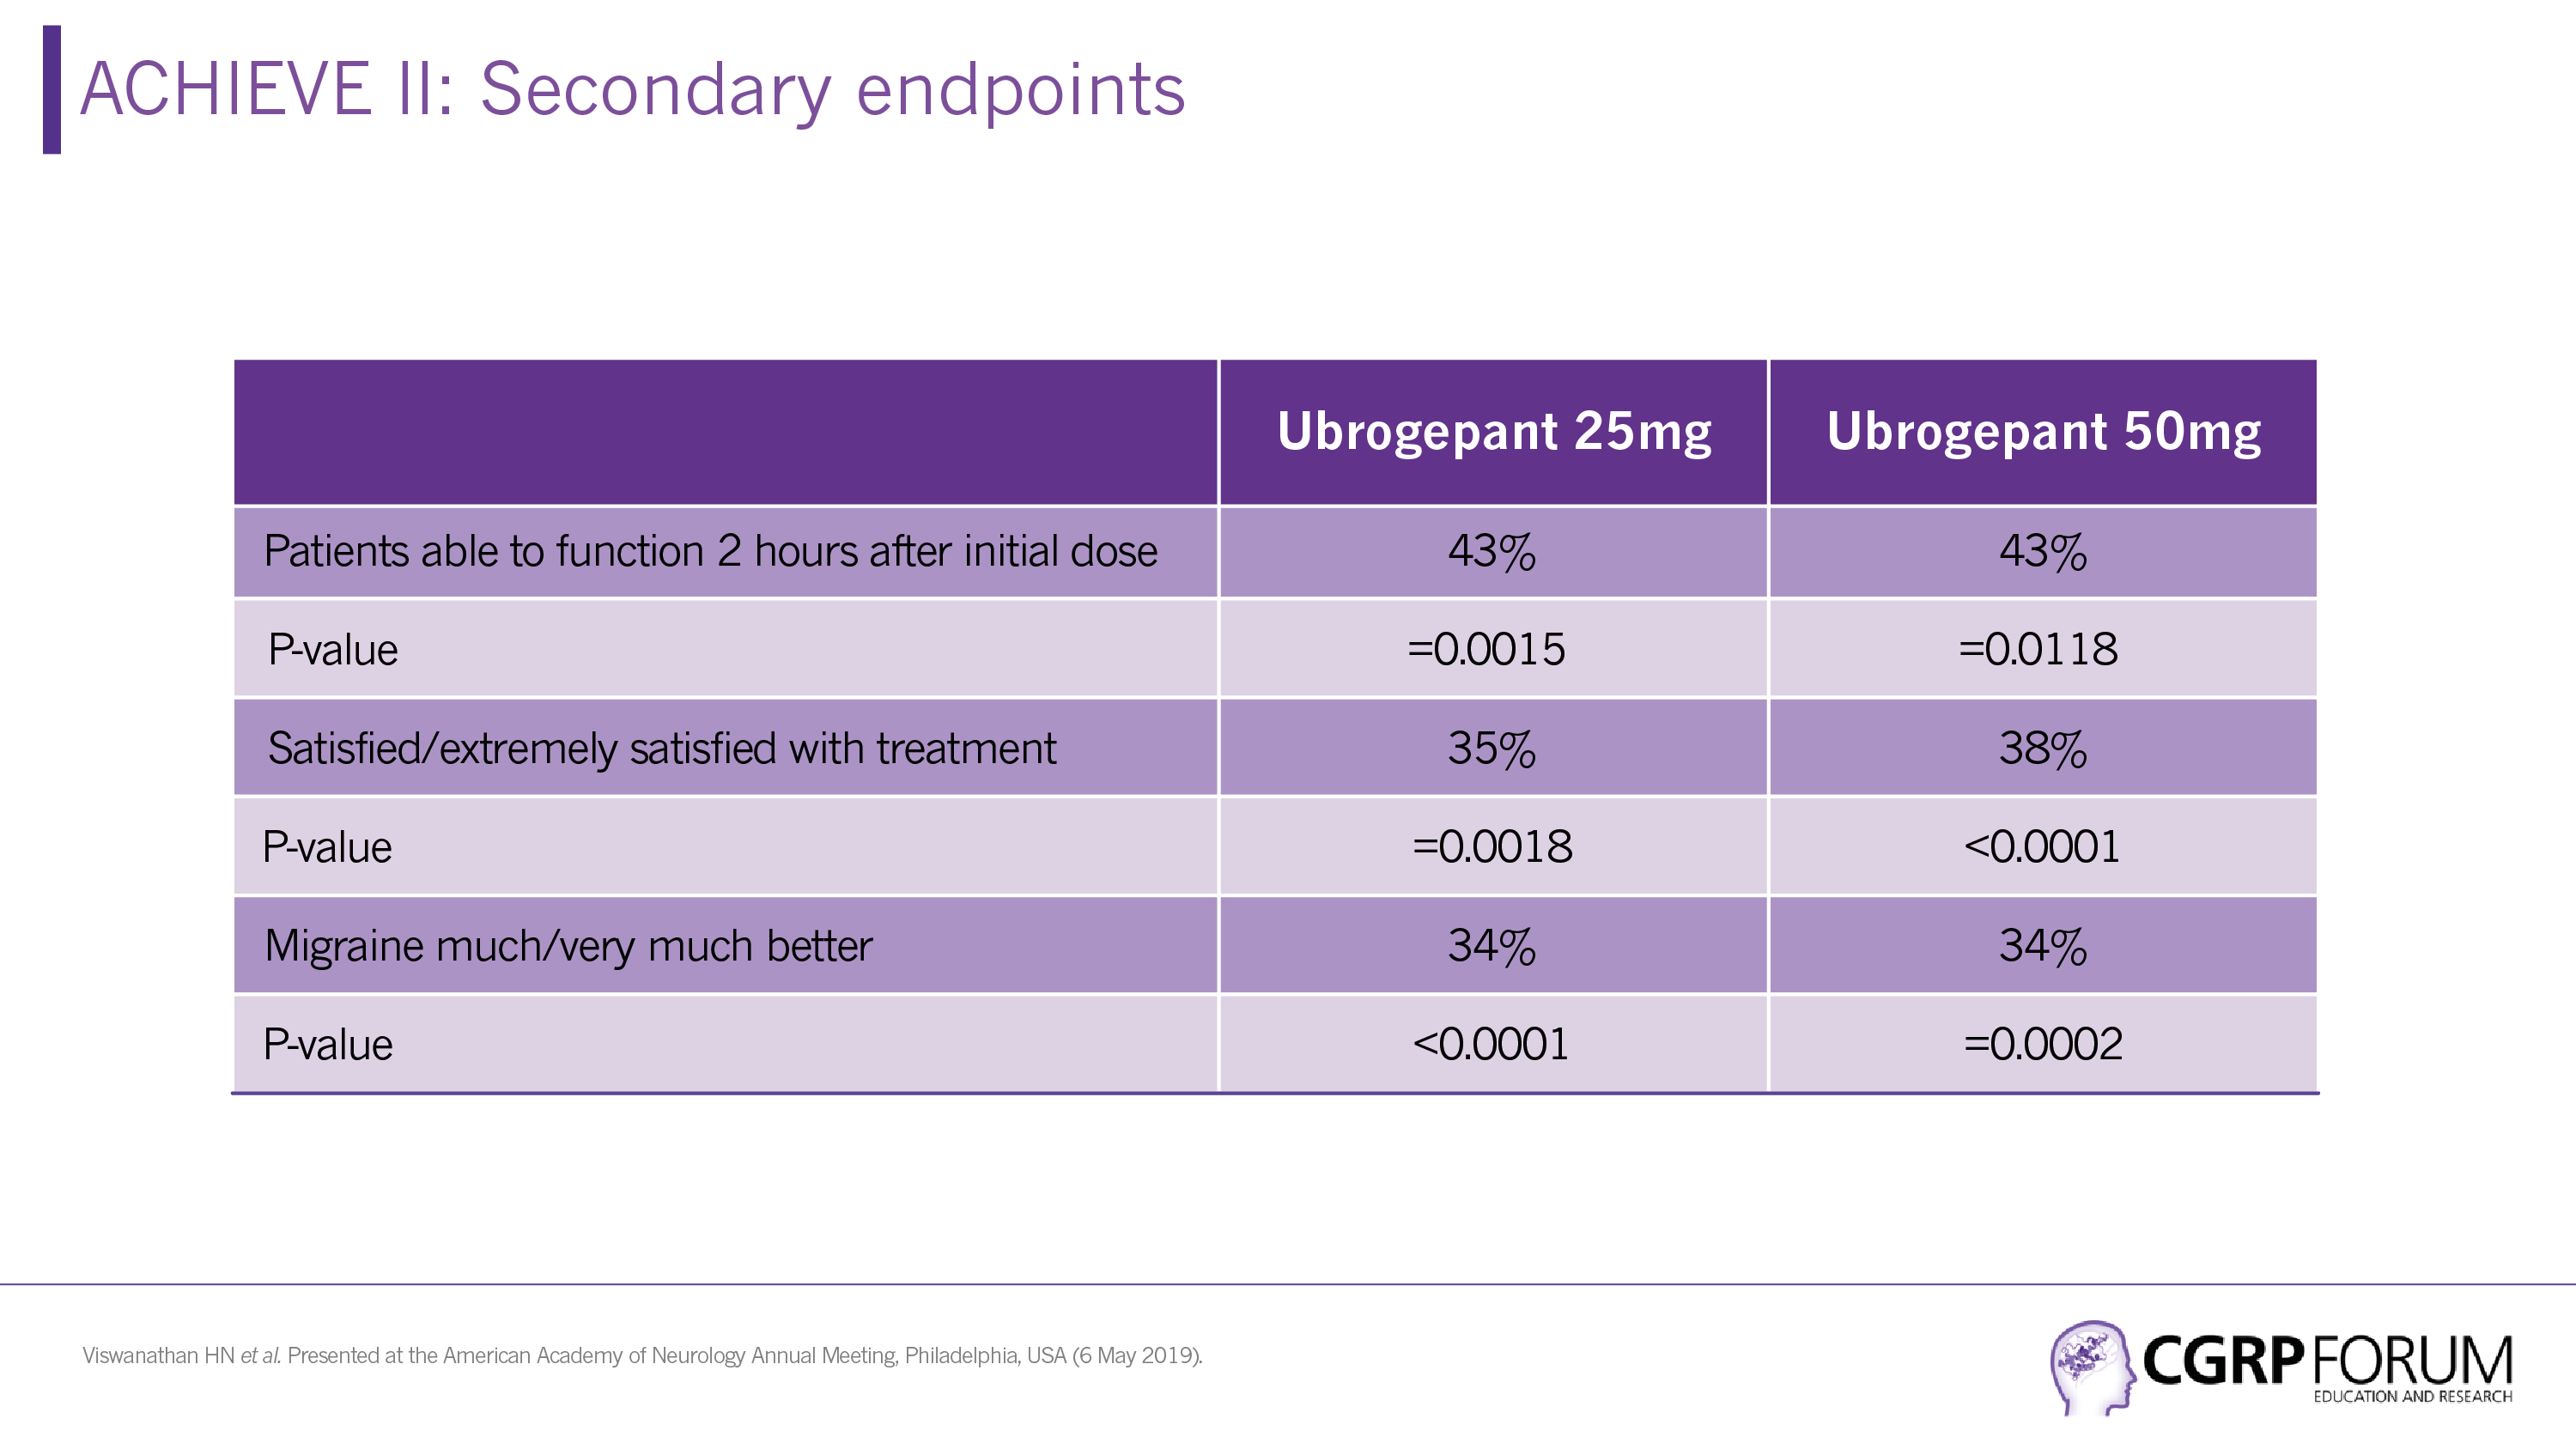 ACHIEVE II: Secondary endpoints
Ubrogepant 25mg Ubrogepant 50mg
Patients able to function 2 hours after initial dose 43% 43%
P-value =0.0015 =0.0118
Satisfied/extremely satisfied with treatment 35% 38%
P-value =0.0018 <0.0001
Migraine much/very much better 34% 34%
P-value <0.0001 =0.0002
Viswanathan HN et al. Presented at the American Academy of Neurology Annual Meeting, Philadelphia, USA (6 May 2019).
CGRP FORUM
EDUCATION AND RESEARCH